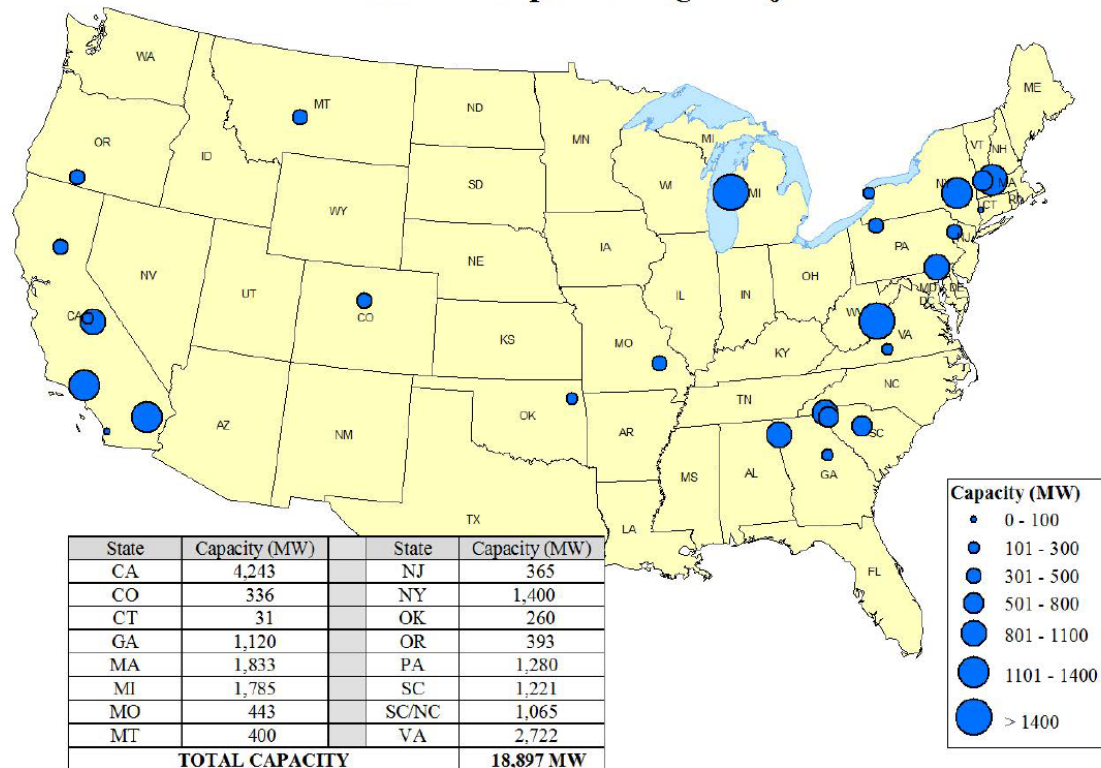 WA
MT
ND
MN
ME
OR
ID
SD
WI
MI
MI
NY
VT
NH
MA
CT
RI
WY
IA
PA
NJ
NV
UT
NE
IL
IN
OH
MD
DE
DC
CA
CO
KS
MO
KY
WV
VA
AZ
NM
OK
AR
TN
NC
SC
MS
AL
GA
TX
LA
FL
State Capacity (MW) State Capacity (MW)
CA 4,243 NJ 365
CO 336 NY 1,400
CT 31 OK 260
GA 1,120 OR 393
MA 1,833 PA 1,280
MI 1,785 SC 1,221
MO 443 SC/NC 1,065
MT 400 VA 2,722
TOTAL CAPACITY 18,897 MW
Capacity (MW)
0 - 100
101 - 300
301 - 500
501 - 800
801 - 1100
1101 - 1400
> 1400